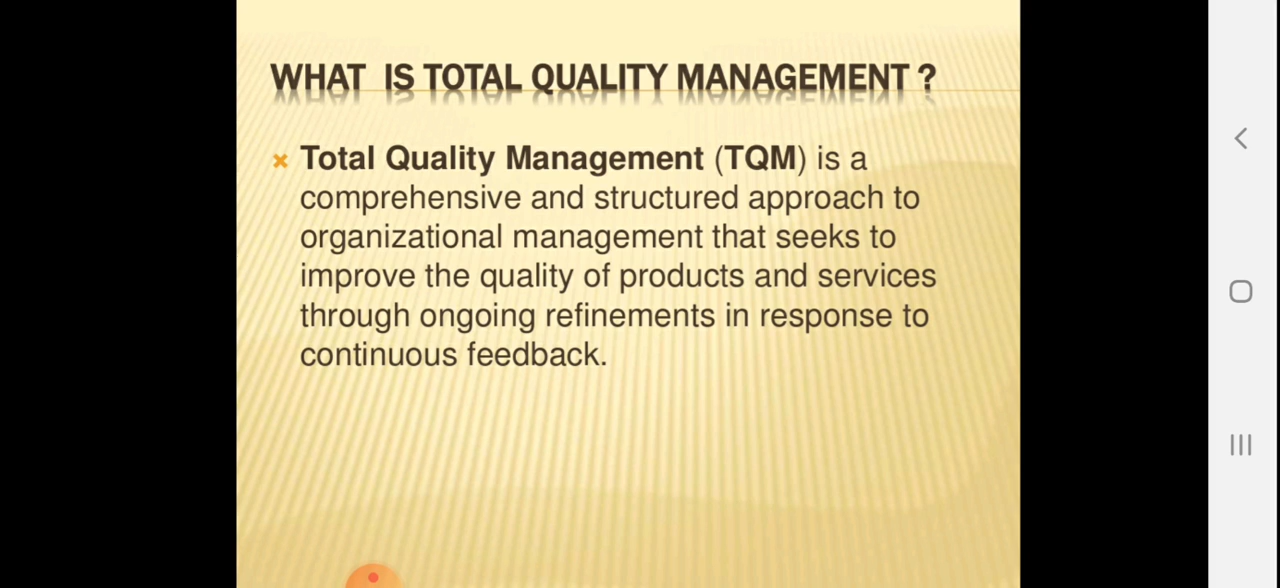 WHAT IS TOTAL QUALITY MANAGEMENT ?
Total Quality Management (TQM) is a
comprehensive and structured approach to
organizational management that seeks to
improve the quality of products and services
through ongoing refinements in response to
continuous feedback.